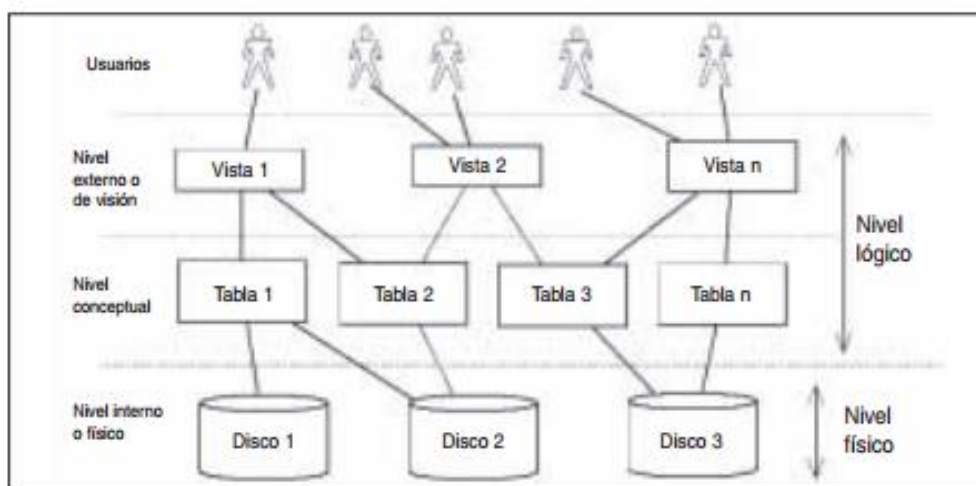 Usuarios
Nivel
externo o
de visión
Vista 1
Vista 2
Vista n
Nivel
lógico
Nivel
conceptual
Tabla 1
Tabla 2
Tabla 3
Tabla n
Nivel interno
o físico
Disco 1
Disco 2
Disco 3
Nivel
físico